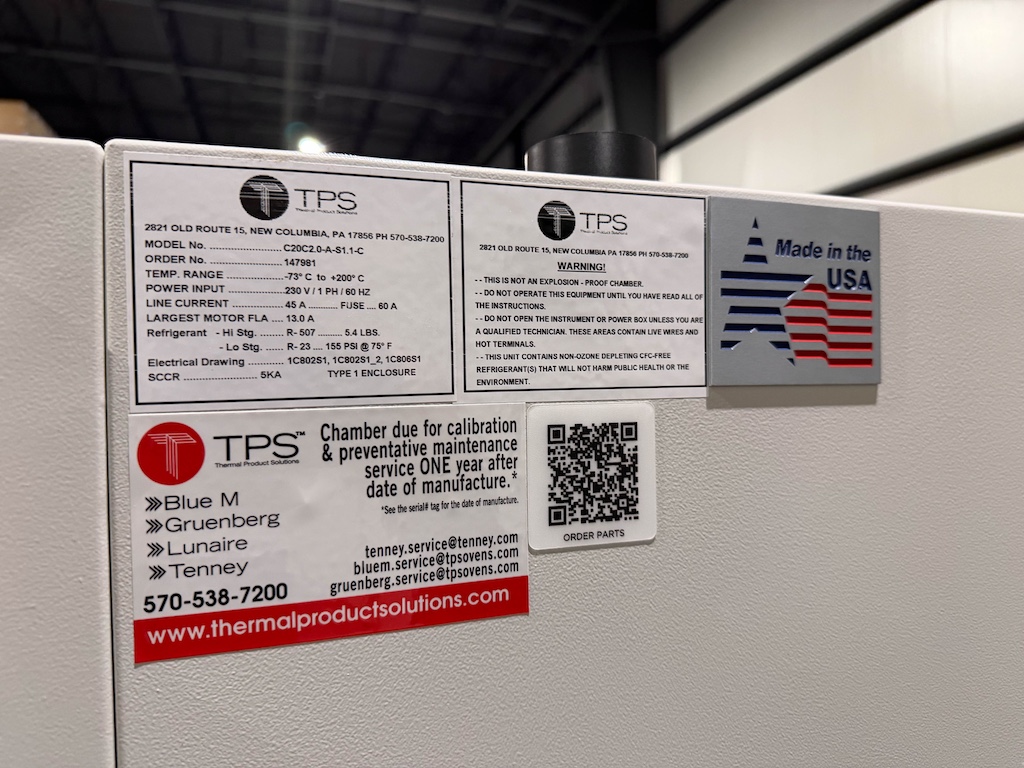 TPS
Thermal Product Solutions
2821 OLD ROUTE 15, NEW COLUMBIA, PA 17856 PH 570-538-7200
MODEL No. .................... C20C2.0-A-S1.1-C
ORDER No. .................... 147981
TEMP. RANGE .................... -73° C to +200° C
POWER INPUT .................... 230 V / 1 PH / 60 HZ
LINE CURRENT .................... 45 A .......... FUSE .... 60 A
LARGEST MOTOR FLA .... 13.0 A
Refrigerant - Hi Stg. ........ R- 507 ........ 5.4 LBS.
- Lo Stg. ...... R- 23 .... 155 PSI @ 75° F
Electrical Drawing ............ 1C802S1, 1C802S1_2, 1C806S1
SCCR ............................ 5KA TYPE 1 ENCLOSURE
TPS
Thermal Product Solutions
2821 OLD ROUTE 15, NEW COLUMBIA PA 17856 PH 570-538-7200
WARNING!
- - THIS IS NOT AN EXPLOSION - PROOF CHAMBER.
- - DO NOT OPERATE THIS EQUIPMENT UNTIL YOU HAVE READ ALL OF
THE INSTRUCTIONS.
- - DO NOT OPEN THE INSTRUMENT OR POWER BOX UNLESS YOU ARE
A QUALIFIED TECHNICIAN. THESE AREAS CONTAIN LIVE WIRES AND
HOT TERMINALS.
- - THIS UNIT CONTAINS NON-OZONE DEPLETING CFC-FREE
REFRIGERANT(S) THAT WILL NOT HARM PUBLIC HEALTH OR THE
ENVIRONMENT.
Made in the
USA
TPS™
Thermal Product Solutions
Blue M
Gruenberg
Lunaire
Tenney
570-538-7200
Chamber due for calibration
& preventative maintenance
service ONE year after
date of manufacture.*
*See the serial# tag for the date of manufacture.
tenney.service@tenney.com
bluem.service@tpsovens.com
gruenberg.service@tpsovens.com
www.thermalproductsolutions.com
ORDER PARTS